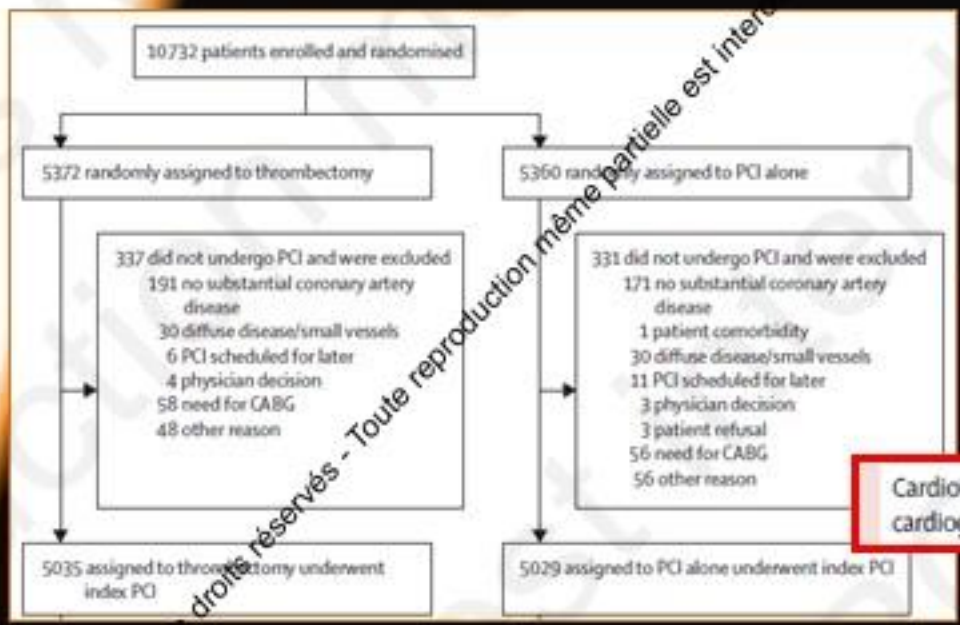 10732 patients enrolled and randomised
5372 randomly assigned to thrombectomy
5360 randomly assigned to PCI alone
337 did not undergo PCI and were excluded
191 no substantial coronary artery
disease
30 diffuse disease/small vessels
6 PCI scheduled for later
4 physician decision
58 need for CABG
48 other reason
331 did not undergo PCI and were excluded
171 no substantial coronary artery
disease
1 patient comorbidity
30 diffuse disease/small vessels
11 PCI scheduled for later
3 physician decision
3 patient refusal
56 need for CABG
56 other reason
5035 assigned to thrombectomy underwent
index PCI
5029 assigned to PCI alone underwent index PCI
droits réservés - Toute reproduction même partielle est